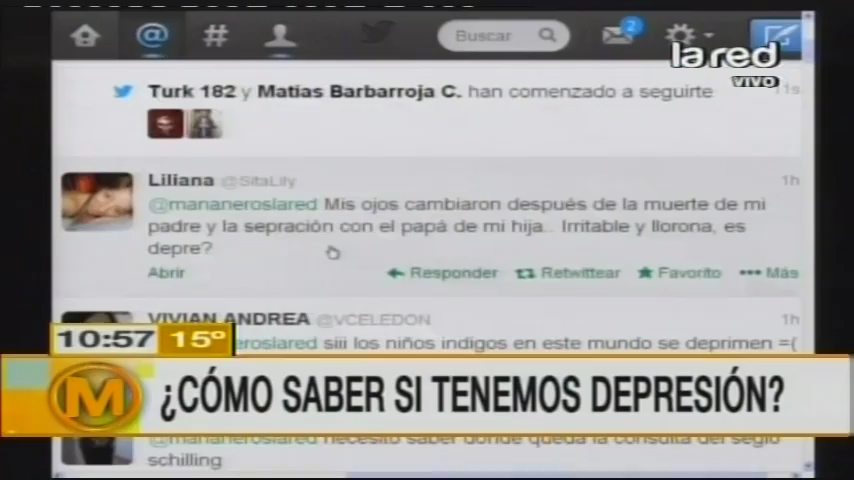 @ # Buscar 2
la red
VIVO
Turk 182 y Matias Barbarroja C. han comenzado a seguirte 11s
Liliana @SitaLily 1h
@mananeroslared Mis ojos cambiaron después de la muerte de mi
padre y la sepración con el papá de mi hija.. Irritable y llorona, es
depre?
Abrir Responder Retwittear Favorito Más
VIVIAN ANDREA @VCELEDON 1h
neroslared siii los niños indigos en este mundo se deprimen =(
10:57 15°
M ¿CÓMO SABER SI TENEMOS DEPRESIÓN?
@mananeroslared necesito saber donde queda la consulta del
schilling